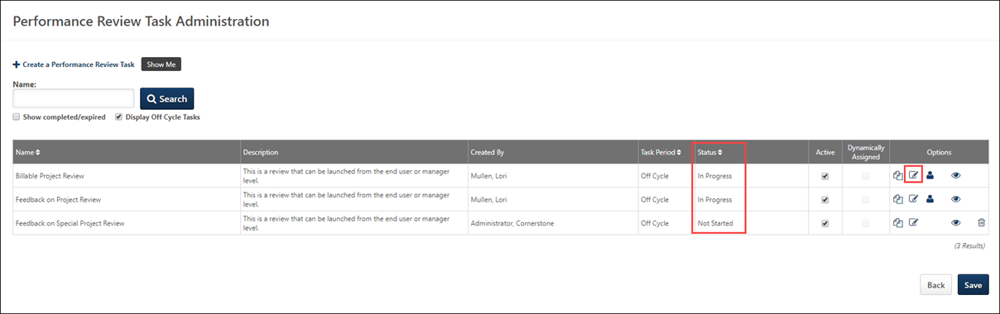 Performance Review Task Administration
Create a Performance Review Task Show Me
Name:
Search
Show completed/expired Display Off Cycle Tasks
Name Description Created By Task Period Status Active Dynamically Assigned Options
Billable Project Review This is a review that can be launched from the end user or manager level. Mullen, Lori Off Cycle In Progress
Feedback on Project Review This is a review that can be launched from the end user or manager level. Mullen, Lori Off Cycle In Progress
Feedback on Special Project Review This is a review that can be launched from the end user or manager level. Administrator, Cornerstone Off Cycle Not Started
(3 Results)
Back Save